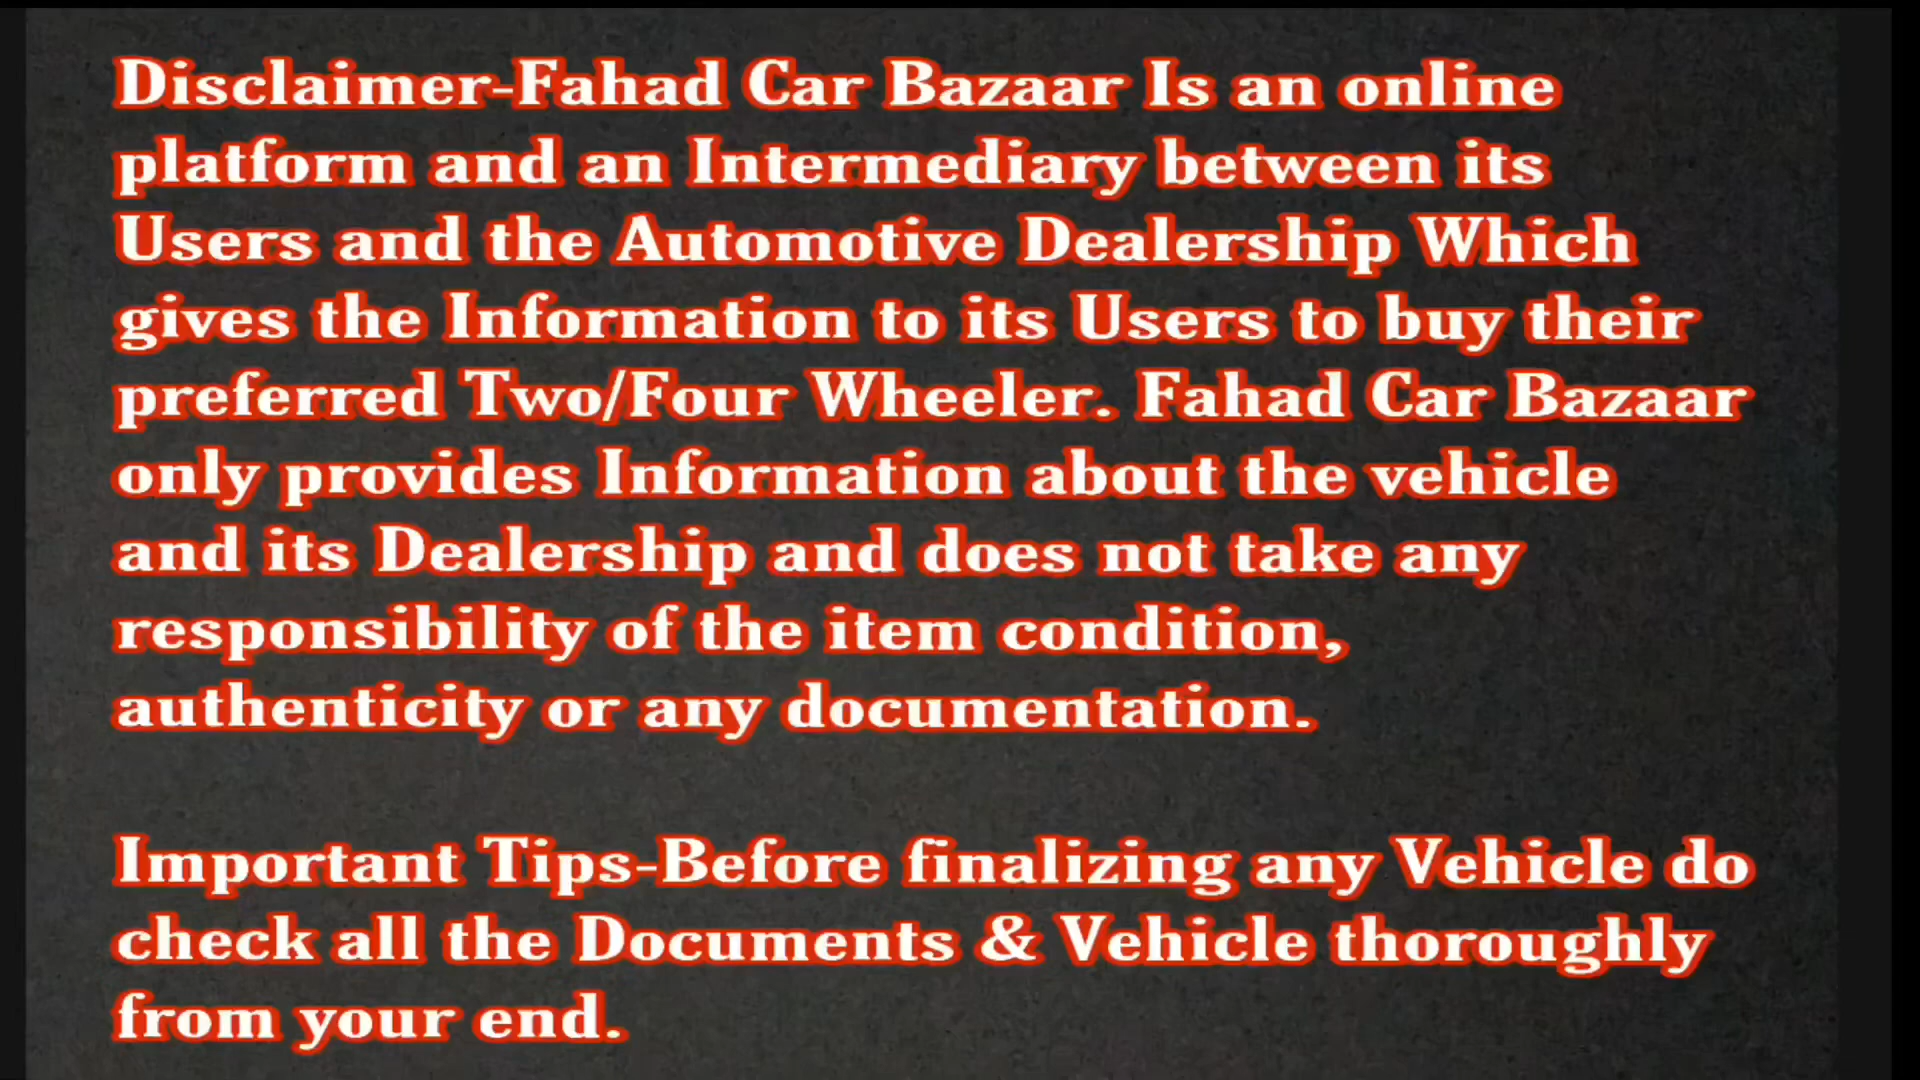 Disclaimer-Fahad Car Bazaar Is an online
platform and an Intermediary between its
Users and the Automotive Dealership Which
gives the Information to its Users to buy their
preferred Two/Four Wheeler. Fahad Car Bazaar
only provides Information about the vehicle
and its Dealership and does not take any
responsibility of the item condition,
authenticity or any documentation.
Important Tips-Before finalizing any Vehicle do
check all the Documents & Vehicle thoroughly
from your end.